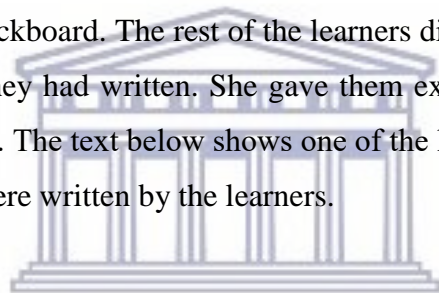 ckboard. The rest of the learners di
ey had written. She gave them ex
. The text below shows one of the
ere written by the learners.